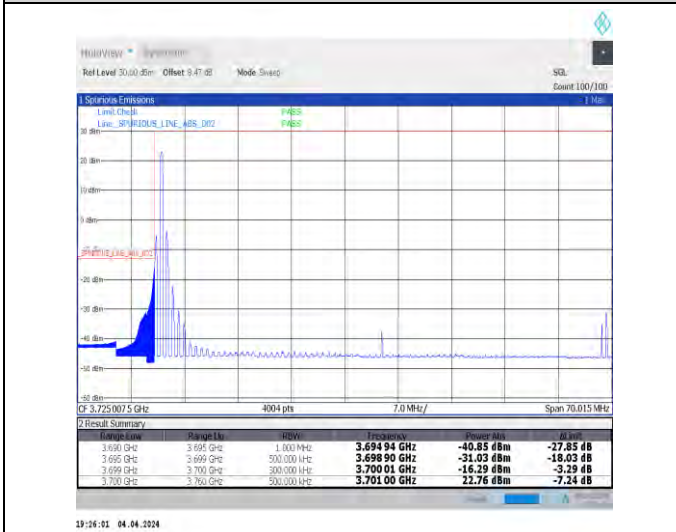 MultiView Spectrum
Ref Level 30.00 dBm Offset 9.47 dB Mode Sweep SGL
Count 100/100
1 Spurious Emissions 1 Max
Limit Check PASS
Line _SPURIOUS_LINE_ABS_002 PASS
30 dBm
20 dBm
10 dBm
0 dBm
_SPURIOUS_LINE_ABS_002
-20 dBm
-30 dBm
-40 dBm
-50 dBm
-60 dBm
CF 3.7250075 GHz 4004 pts 7.0 MHz/ Span 70.015 MHz
2 Result Summary
Range Low Range Up RBW Frequency Power Abs ΔLimit
3.690 GHz 3.695 GHz 1.000 MHz 3.694 94 GHz -40.85 dBm -27.85 dB
3.695 GHz 3.699 GHz 500.000 kHz 3.698 90 GHz -31.03 dBm -18.03 dB
3.699 GHz 3.700 GHz 300.000 kHz 3.700 01 GHz -16.29 dBm -3.29 dB
3.700 GHz 3.760 GHz 500.000 kHz 3.701 00 GHz 22.76 dBm -7.24 dB
19:26:01 04.04.2024